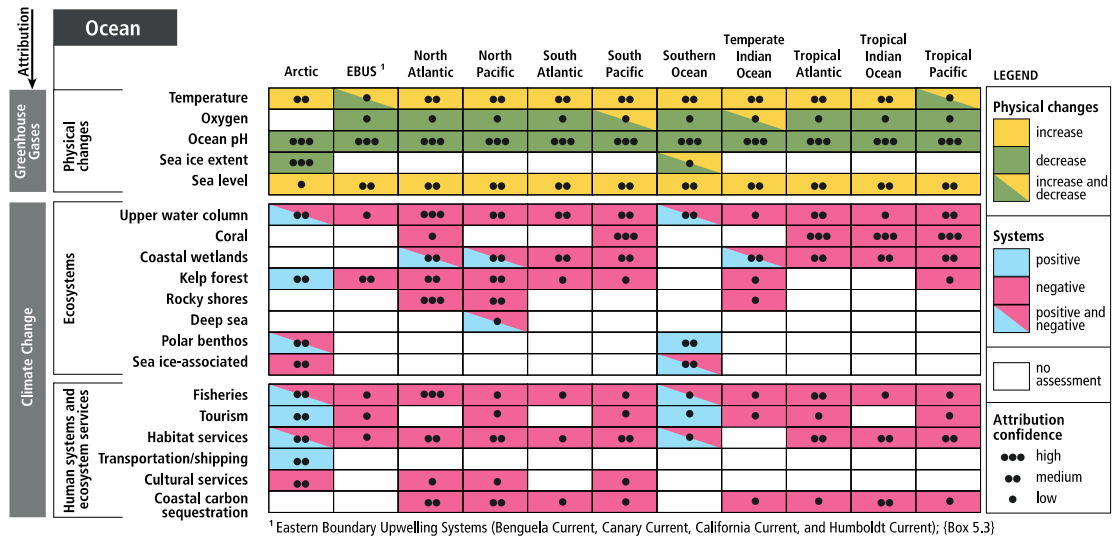 Attribution
Ocean
Arctic
EBUS ¹
North Atlantic
North Pacific
South Atlantic
South Pacific
Southern Ocean
Temperate Indian Ocean
Tropical Atlantic
Tropical Indian Ocean
Tropical Pacific
Greenhouse Gases
Physical changes
Temperature
Oxygen
Ocean pH
Sea ice extent
Sea level
Climate Change
Ecosystems
Upper water column
Coral
Coastal wetlands
Kelp forest
Rocky shores
Deep sea
Polar benthos
Sea ice-associated
Human systems and ecosystem services
Fisheries
Tourism
Habitat services
Transportation/shipping
Cultural services
Coastal carbon
sequestration
LEGEND
Physical changes
increase
decrease
increase and
decrease
Systems
positive
negative
positive and
negative
no
assessment
Attribution
confidence
high
medium
low
¹ Eastern Boundary Upwelling Systems (Benguela Current, Canary Current, California Current, and Humboldt Current); {Box 5.3}